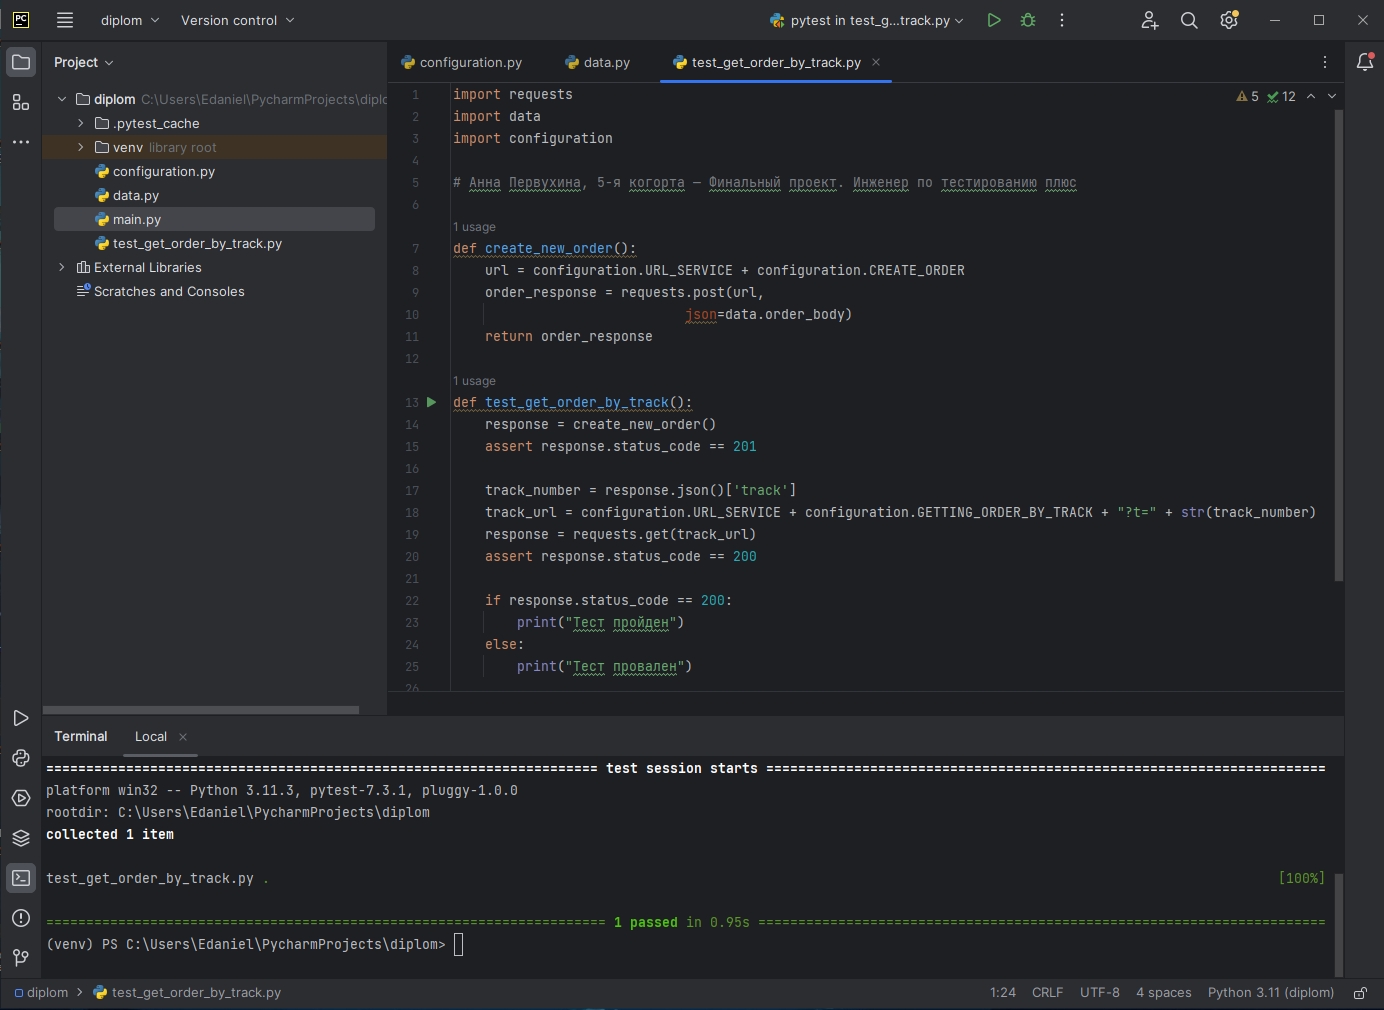 PC diplom Version control pytest in test_g...track.py
Project
diplom C:\Users\Edaniel\PycharmProjects\diplo
.pytest_cache
venv library root
configuration.py
data.py
main.py
test_get_order_by_track.py
External Libraries
Scratches and Consoles
configuration.py data.py test_get_order_by_track.py
5 12
1 import requests
2 import data
3 import configuration
4
5 # Анна Первухина, 5-я когорта — Финальный проект. Инженер по тестированию плюс
6
1 usage
7 def create_new_order():
8 url = configuration.URL_SERVICE + configuration.CREATE_ORDER
9 order_response = requests.post(url,
10 json=data.order_body)
11 return order_response
12
1 usage
13 def test_get_order_by_track():
14 response = create_new_order()
15 assert response.status_code == 201
16
17 track_number = response.json()['track']
18 track_url = configuration.URL_SERVICE + configuration.GETTING_ORDER_BY_TRACK + "?t=" + str(track_number)
19 response = requests.get(track_url)
20 assert response.status_code == 200
21
22 if response.status_code == 200:
23 print("Тест пройден")
24 else:
25 print("Тест провален")
26
Terminal Local
===================================================================== test session starts ======================================================================
platform win32 -- Python 3.11.3, pytest-7.3.1, pluggy-1.0.0
rootdir: C:\Users\Edaniel\PycharmProjects\diplom
collected 1 item
test_get_order_by_track.py . [100%]
====================================================================== 1 passed in 0.95s =======================================================================
(venv) PS C:\Users\Edaniel\PycharmProjects\diplom>
diplom > test_get_order_by_track.py 1:24 CRLF UTF-8 4 spaces Python 3.11 (diplom)